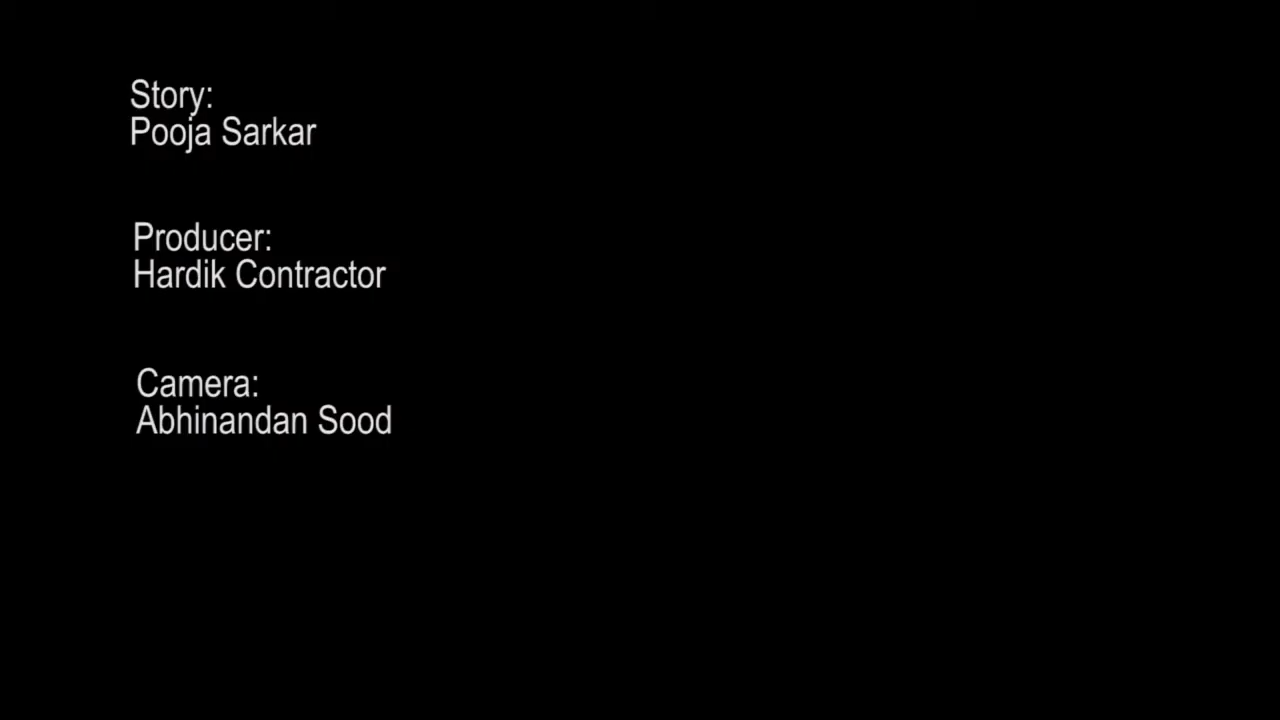 Story:
Pooja Sarkar
Producer:
Hardik Contractor
Camera:
Abhinandan Sood